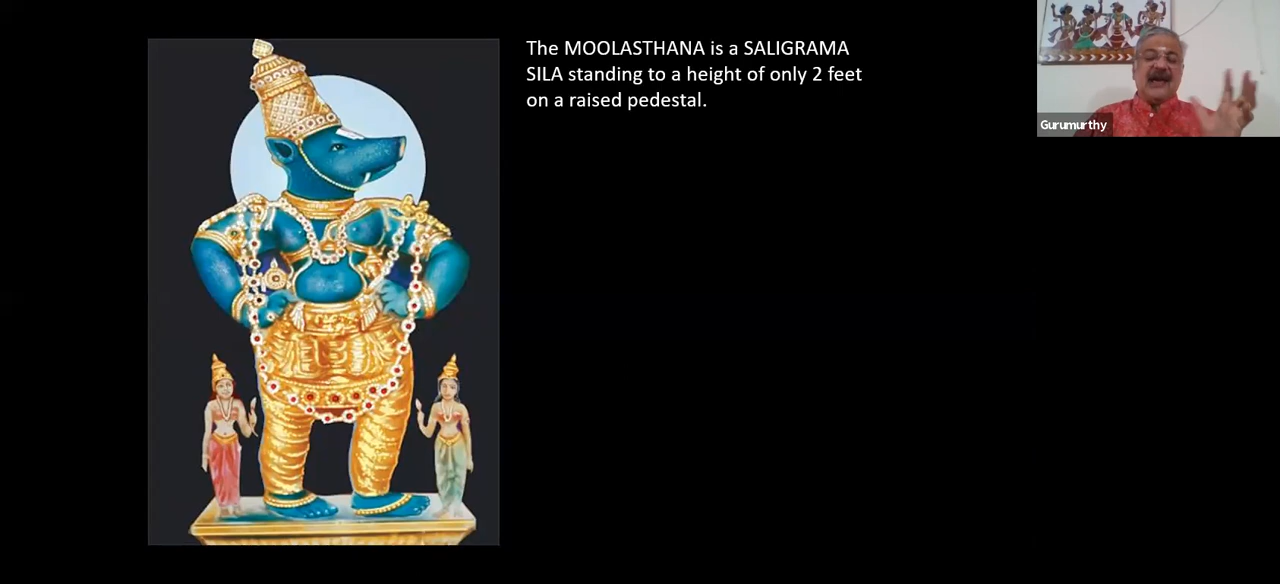 The MOOLASTHANA is a SALIGRAMA
SILA standing to a height of only 2 feet
on a raised pedestal.
Gurumurthy